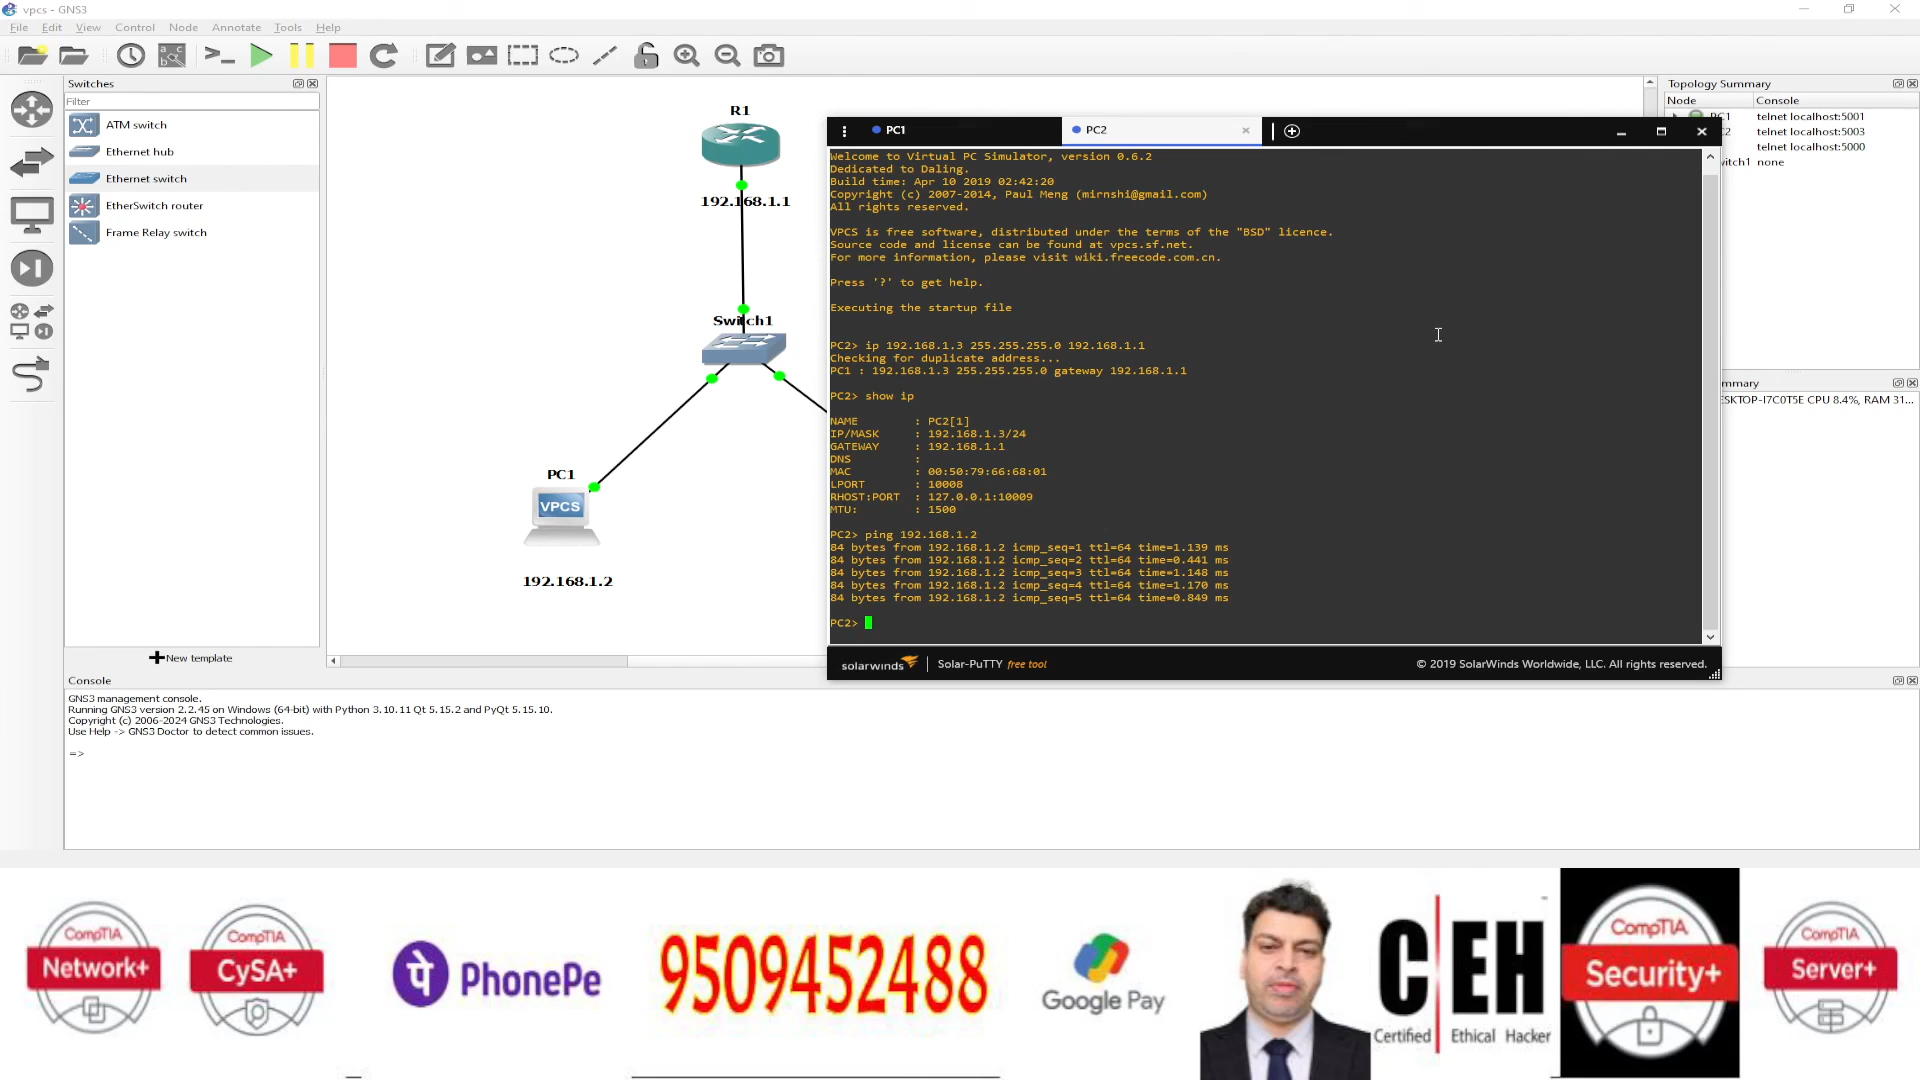 vpcs - GNS3
File Edit View Control Node Annotate Tools Help
Switches
Filter
ATM switch
Ethernet hub
Ethernet switch
EtherSwitch router
Frame Relay switch
New template
R1
192.168.1.1
Switch1
PC1
VPCS
192.168.1.2
PC1
PC2
Welcome to Virtual PC Simulator, version 0.6.2
Dedicated to Daling.
Build time: Apr 10 2019 02:42:20
Copyright (c) 2007-2014, Paul Meng (mirnshi@gmail.com)
All rights reserved.
VPCS is free software, distributed under the terms of the "BSD" licence.
Source code and license can be found at vpcs.sf.net.
For more information, please visit wiki.freecode.com.cn.
Press '?' to get help.
Executing the startup file
PC2> ip 192.168.1.3 255.255.255.0 192.168.1.1
Checking for duplicate address...
PC1 : 192.168.1.3 255.255.255.0 gateway 192.168.1.1
PC2> show ip
NAME : PC2[1]
IP/MASK : 192.168.1.3/24
GATEWAY : 192.168.1.1
DNS :
MAC : 00:50:79:66:68:01
LPORT : 10008
RHOST:PORT : 127.0.0.1:10009
MTU: : 1500
PC2> ping 192.168.1.2
84 bytes from 192.168.1.2 icmp_seq=1 ttl=64 time=1.139 ms
84 bytes from 192.168.1.2 icmp_seq=2 ttl=64 time=0.441 ms
84 bytes from 192.168.1.2 icmp_seq=3 ttl=64 time=1.148 ms
84 bytes from 192.168.1.2 icmp_seq=4 ttl=64 time=1.170 ms
84 bytes from 192.168.1.2 icmp_seq=5 ttl=64 time=0.849 ms
PC2>
solarwinds Solar-PuTTY free tool
© 2019 SolarWinds Worldwide, LLC. All rights reserved.
Topology Summary
Node Console
PC1 telnet localhost:5001
C2 telnet localhost:5003
telnet localhost:5000
witch1 none
mmary
ESKTOP-I7C0T5E CPU 8.4%, RAM 31...
Console
GNS3 management console.
Running GNS3 version 2.2.45 on Windows (64-bit) with Python 3.10.11 Qt 5.15.2 and PyQt 5.15.10.
Copyright (c) 2006-2024 GNS3 Technologies.
Use Help -> GNS3 Doctor to detect common issues.
=>
CompTIA
Network+
CompTIA
CySA+
पे PhonePe
9509452488
Google Pay
C|EH
Certified Ethical Hacker
CompTIA
Security+
CompTIA
Server+